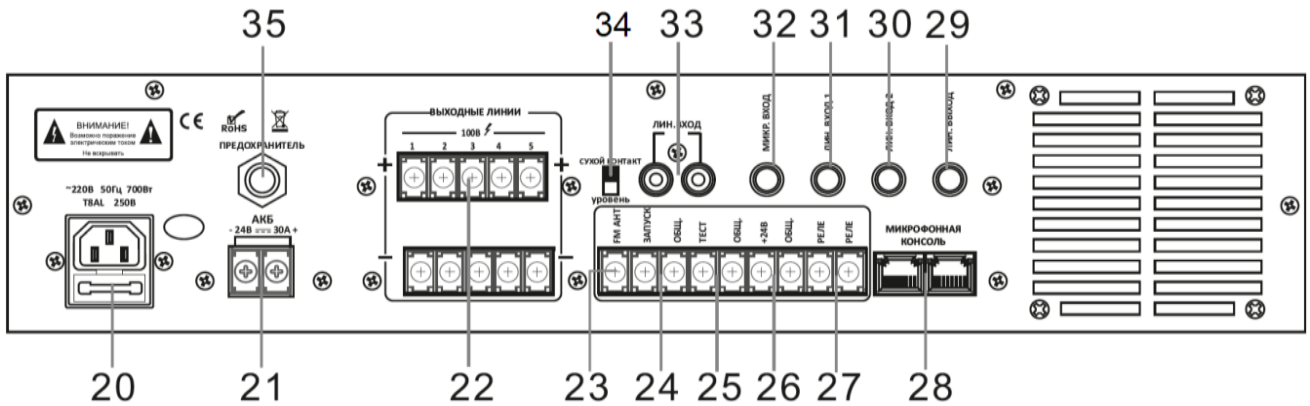 35 34 33 32 31 30 29
ВНИМАНИЕ!
Возможно поражение
электрическим током
Не вскрывать
CE
RoHS
ПРЕДОХРАНИТЕЛЬ
~220В 50Гц 700Вт
T8AL 250В
АКБ
- 24В 30А +
ВЫХОДНЫЕ ЛИНИИ
100В
1 2 3 4 5
+ +
- -
СУХОЙ КОНТАКТ
уровень
ЛИН. ВХОД
МИКР. ВХОД
ЛИН. ВХОД 1
ЛИН. ВХОД 2
ЛИН. ВЫХОД
FM АНТ
ЗАПУСК
ОБЩ.
ТЕСТ
ОБЩ.
+24В
ОБЩ.
РЕЛЕ
РЕЛЕ
МИКРОФОННАЯ
КОНСОЛЬ
20 21 22 23 24 25 26 27 28